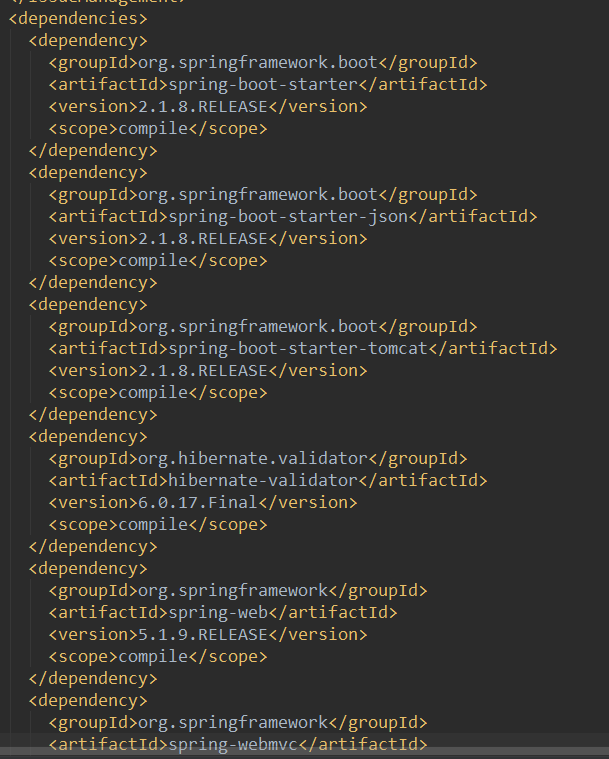 </issueManagement>
<dependencies>
<dependency>
<groupId>org.springframework.boot</groupId>
<artifactId>spring-boot-starter</artifactId>
<version>2.1.8.RELEASE</version>
<scope>compile</scope>
</dependency>
<dependency>
<groupId>org.springframework.boot</groupId>
<artifactId>spring-boot-starter-json</artifactId>
<version>2.1.8.RELEASE</version>
<scope>compile</scope>
</dependency>
<dependency>
<groupId>org.springframework.boot</groupId>
<artifactId>spring-boot-starter-tomcat</artifactId>
<version>2.1.8.RELEASE</version>
<scope>compile</scope>
</dependency>
<dependency>
<groupId>org.hibernate.validator</groupId>
<artifactId>hibernate-validator</artifactId>
<version>6.0.17.Final</version>
<scope>compile</scope>
</dependency>
<dependency>
<groupId>org.springframework</groupId>
<artifactId>spring-web</artifactId>
<version>5.1.9.RELEASE</version>
<scope>compile</scope>
</dependency>
<dependency>
<groupId>org.springframework</groupId>
<artifactId>spring-webmvc</artifactId>